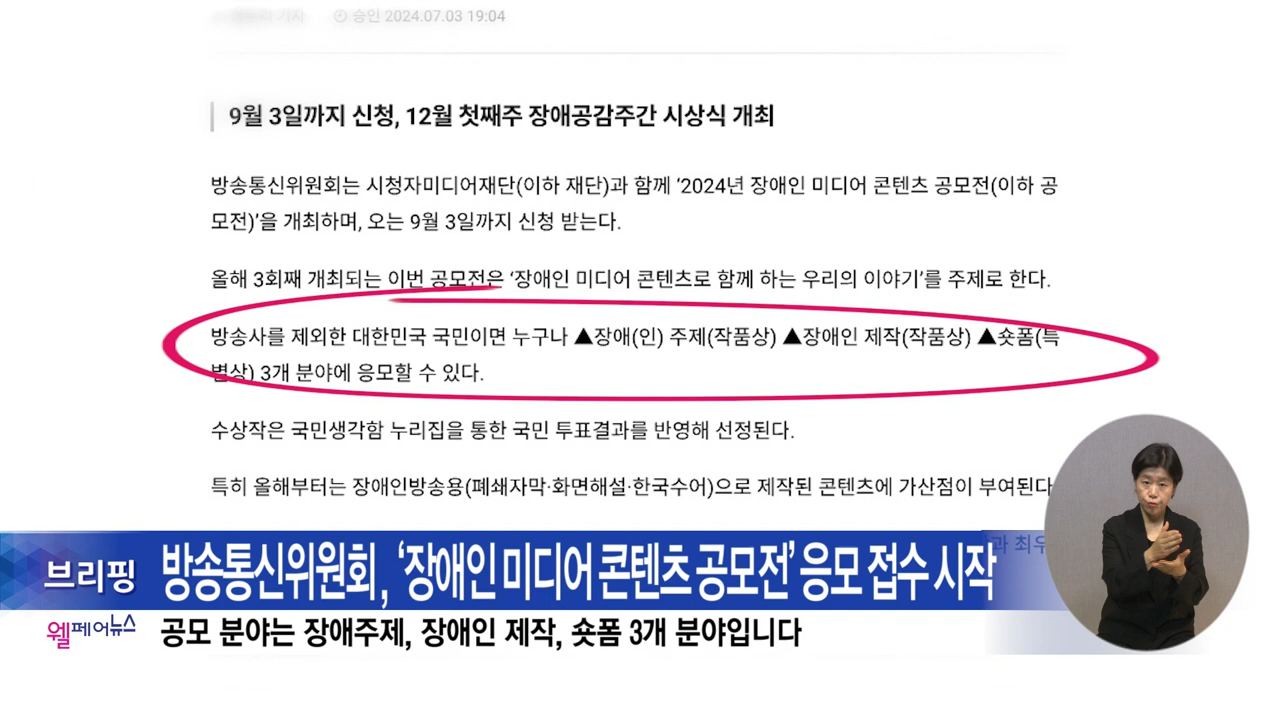 기자 승인 2024.07.03 19:04
9월 3일까지 신청, 12월 첫째주 장애공감주간 시상식 개최
방송통신위원회는 시청자미디어재단(이하 재단)과 함께 ‘2024년 장애인 미디어 콘텐츠 공모전(이하 공
모전)’을 개최하며, 오는 9월 3일까지 신청 받는다.
올해 3회째 개최되는 이번 공모전은 ‘장애인 미디어 콘텐츠로 함께 하는 우리의 이야기’를 주제로 한다.
방송사를 제외한 대한민국 국민이면 누구나 ▲장애(인) 주제(작품상) ▲장애인 제작(작품상) ▲숏폼(특
별상) 3개 분야에 응모할 수 있다.
수상작은 국민생각함 누리집을 통한 국민 투표결과를 반영해 선정된다.
특히 올해부터는 장애인방송용(폐쇄자막·화면해설·한국수어)으로 제작된 콘텐츠에 가산점이 부여된다
과 최우
브리핑 방송통신위원회, ‘장애인 미디어 콘텐츠 공모전’ 응모 접수 시작
웰페어뉴스 공모 분야는 장애주제, 장애인 제작, 숏폼 3개 분야입니다